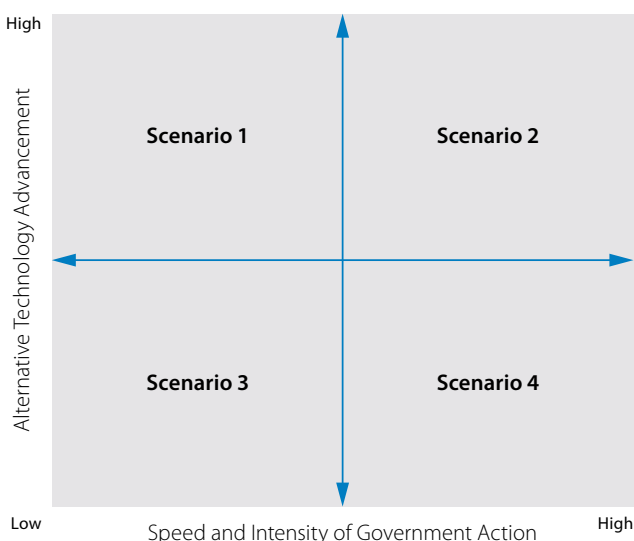 High
Alternative Technology Advancement
Scenario 1
Scenario 2
Scenario 3
Scenario 4
Low
Speed and Intensity of Government Action
High